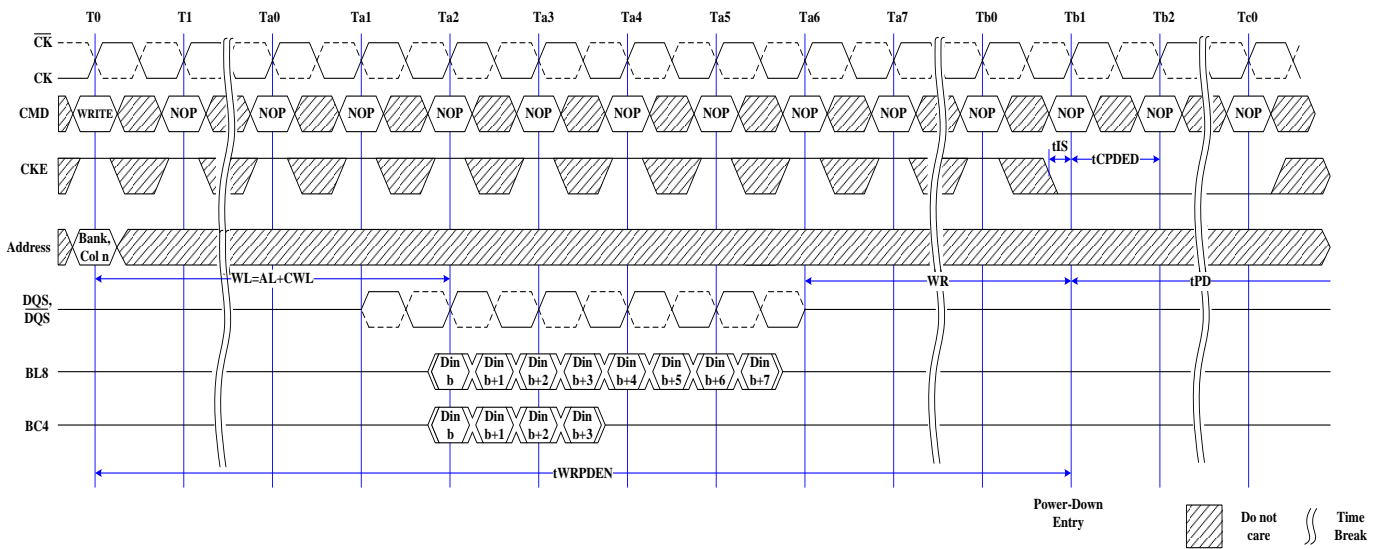 T0 T1 Ta0 Ta1 Ta2 Ta3 Ta4 Ta5 Ta6 Ta7 Tb0 Tb1 Tb2 Tc0
CK
CK
CMD WRITE NOP NOP NOP NOP NOP NOP NOP NOP NOP NOP NOP NOP NOP
tIS tCPDED
CKE
Address Bank,
Col n
WL=AL+CWL WR tPD
DQS,
DQS
BL8 Din Din Din Din Din Din Din Din
b b+1 b+2 b+3 b+4 b+5 b+6 b+7
BC4 Din Din Din Din
b b+1 b+2 b+3
tWRPDEN
Power-Down
Entry
Do not
care
Time
Break